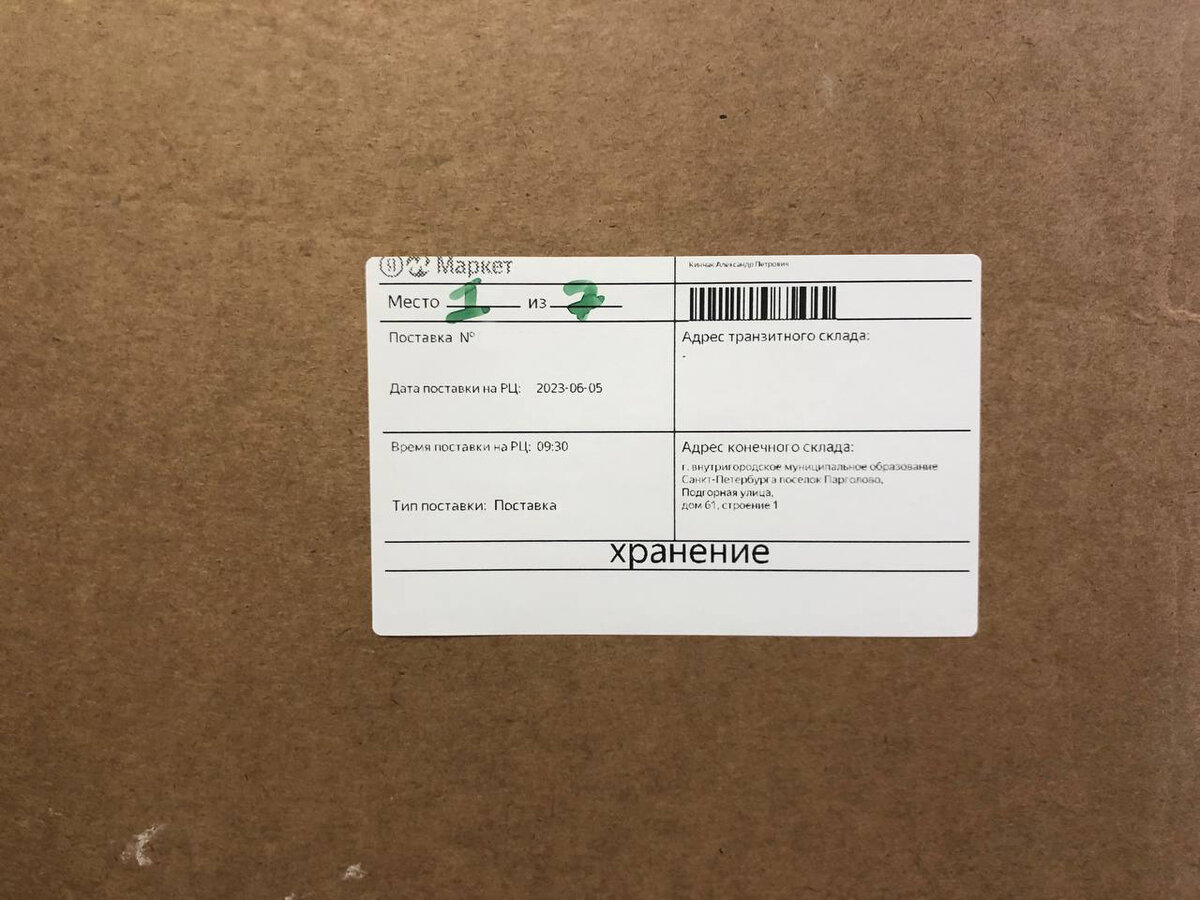 Я Маркет
Кинчак Александр Петрович
Место 1 из 7
Поставка №
Адрес транзитного склада:
-
Дата поставки на РЦ: 2023-06-05
Время поставки на РЦ: 09:30
Адрес конечного склада:
г. внутригородское муниципальное образование
Санкт-Петербурга поселок Парголово,
Подгорная улица,
дом 61, строение 1
Тип поставки: Поставка
хранение